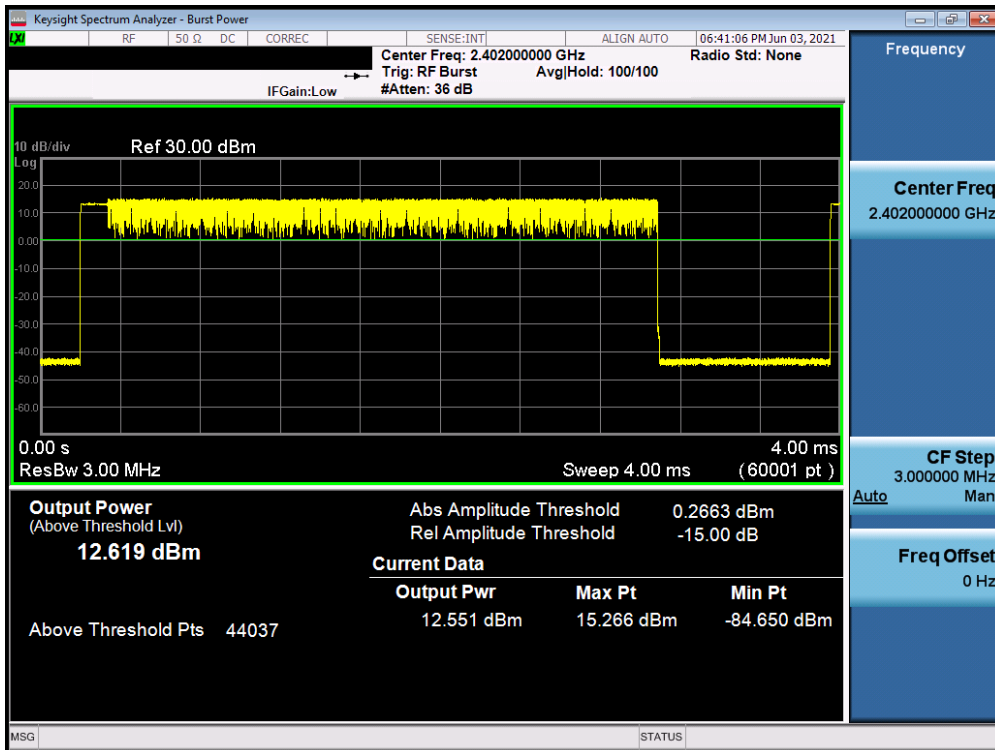 Keysight Spectrum Analyzer - Burst Power
LXI RF 50 Ω DC CORREC SENSE:INT ALIGN AUTO 06:41:06 PM Jun 03, 2021
Center Freq: 2.402000000 GHz Radio Std: None
Trig: RF Burst Avg|Hold: 100/100
IFGain:Low #Atten: 36 dB
10 dB/div Ref 30.00 dBm
Log
20.0
10.0
0.00
-10.0
-20.0
-30.0
-40.0
-50.0
-60.0
0.00 s 4.00 ms
ResBw 3.00 MHz Sweep 4.00 ms (60001 pt)
Output Power
(Above Threshold Lvl)
12.619 dBm
Above Threshold Pts 44037
Abs Amplitude Threshold 0.2663 dBm
Rel Amplitude Threshold -15.00 dB
Current Data
Output Pwr Max Pt Min Pt
12.551 dBm 15.266 dBm -84.650 dBm
Frequency
Center Freq
2.402000000 GHz
CF Step
3.000000 MHz
Auto Man
Freq Offset
0 Hz
MSG STATUS